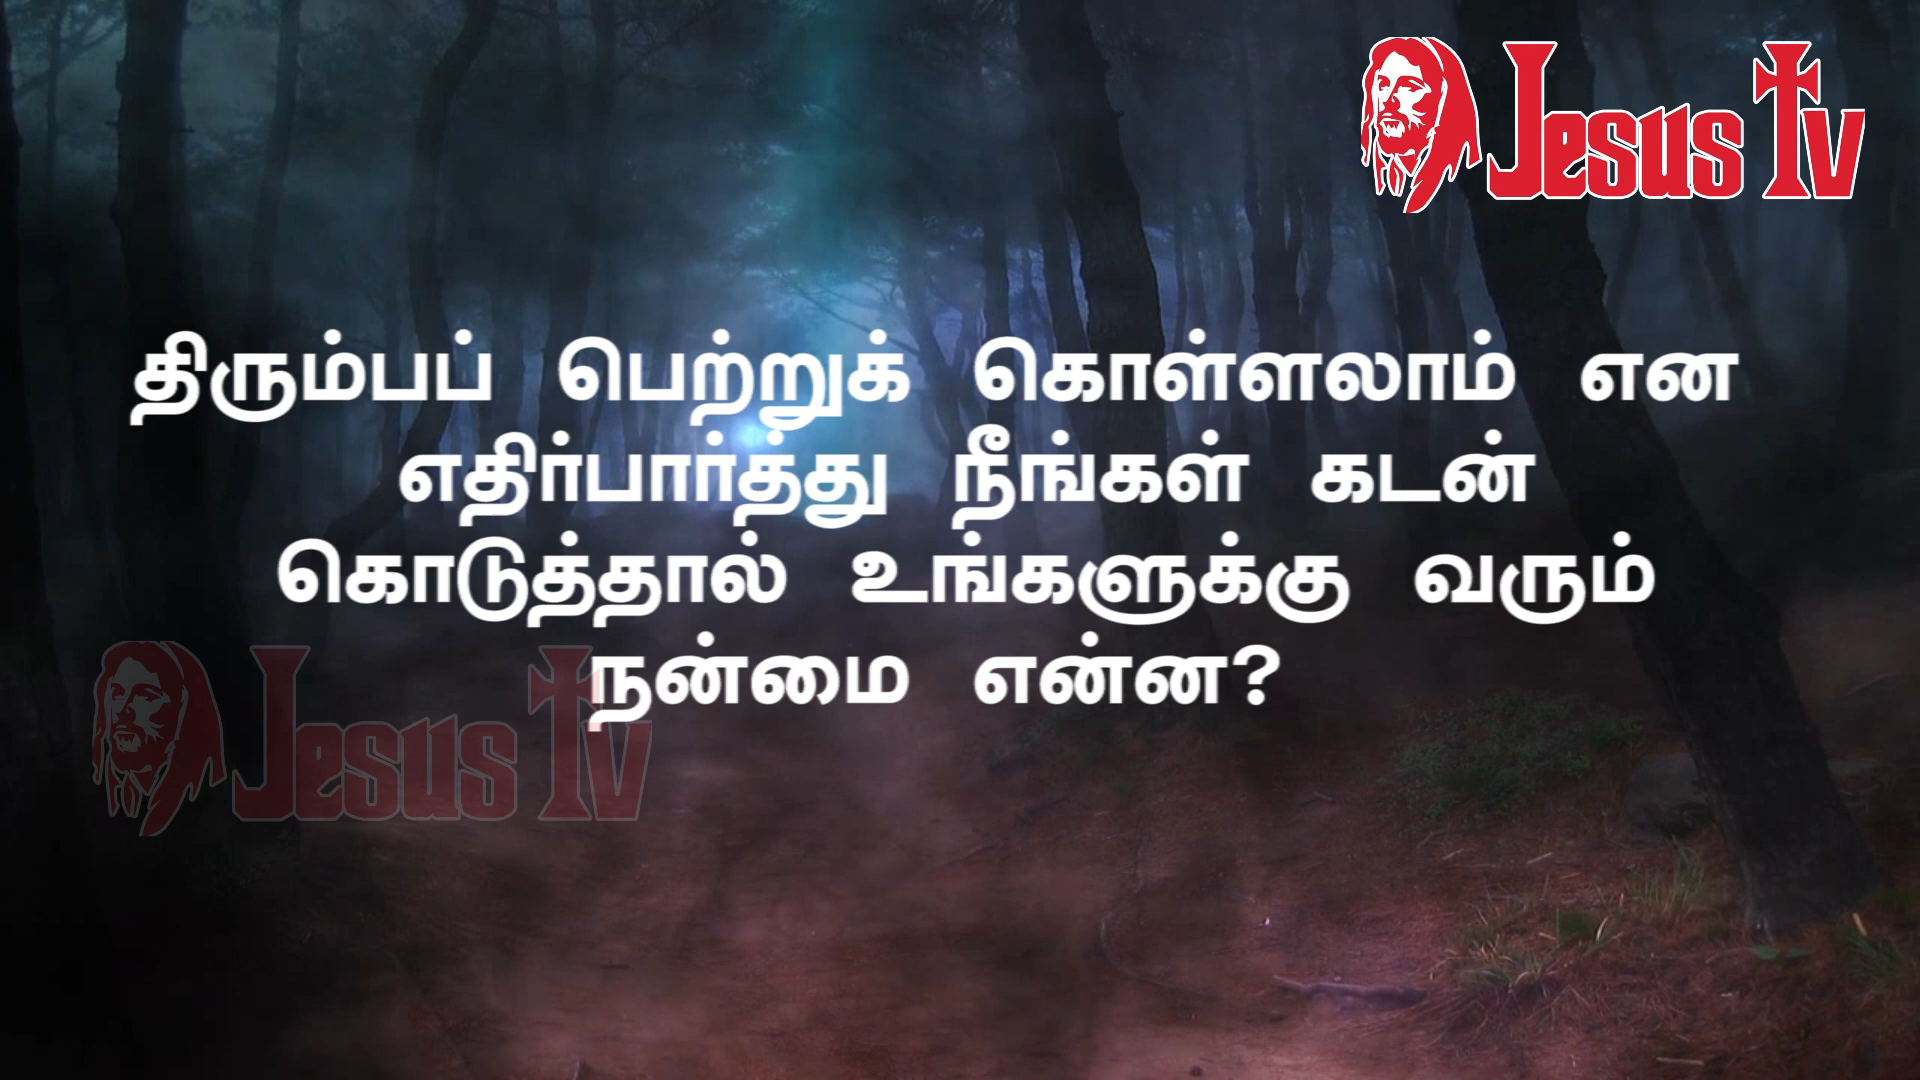 Jesus Tv
திரும்பப் பெற்றுக் கொள்ளலாம் என
எதிர்பார்த்து நீங்கள் கடன்
கொடுத்தால் உங்களுக்கு வரும்
நன்மை என்ன?
Jesus Tv